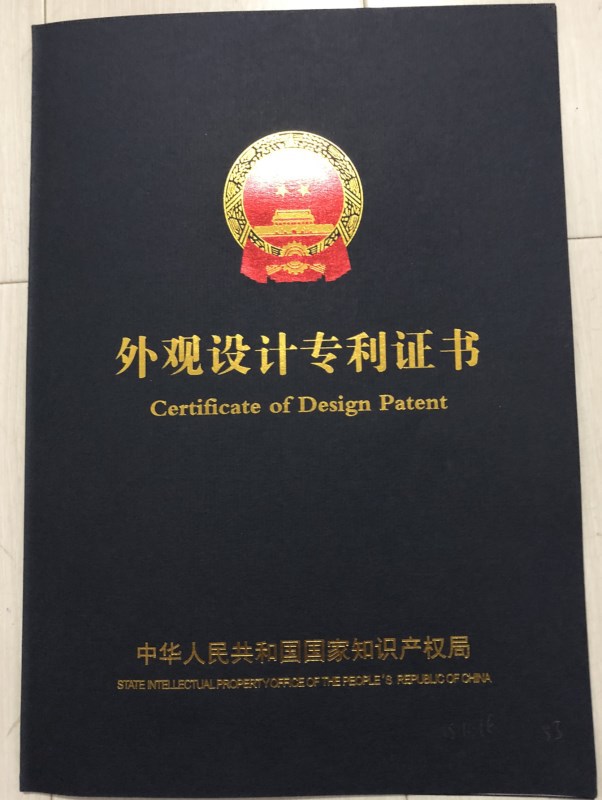 外观设计专利证书
Certificate of Design Patent
中华人民共和国国家知识产权局
STATE INTELLECTUAL PROPERTY OFFICE OF THE PEOPLE'S REPUBLIC OF CHINA